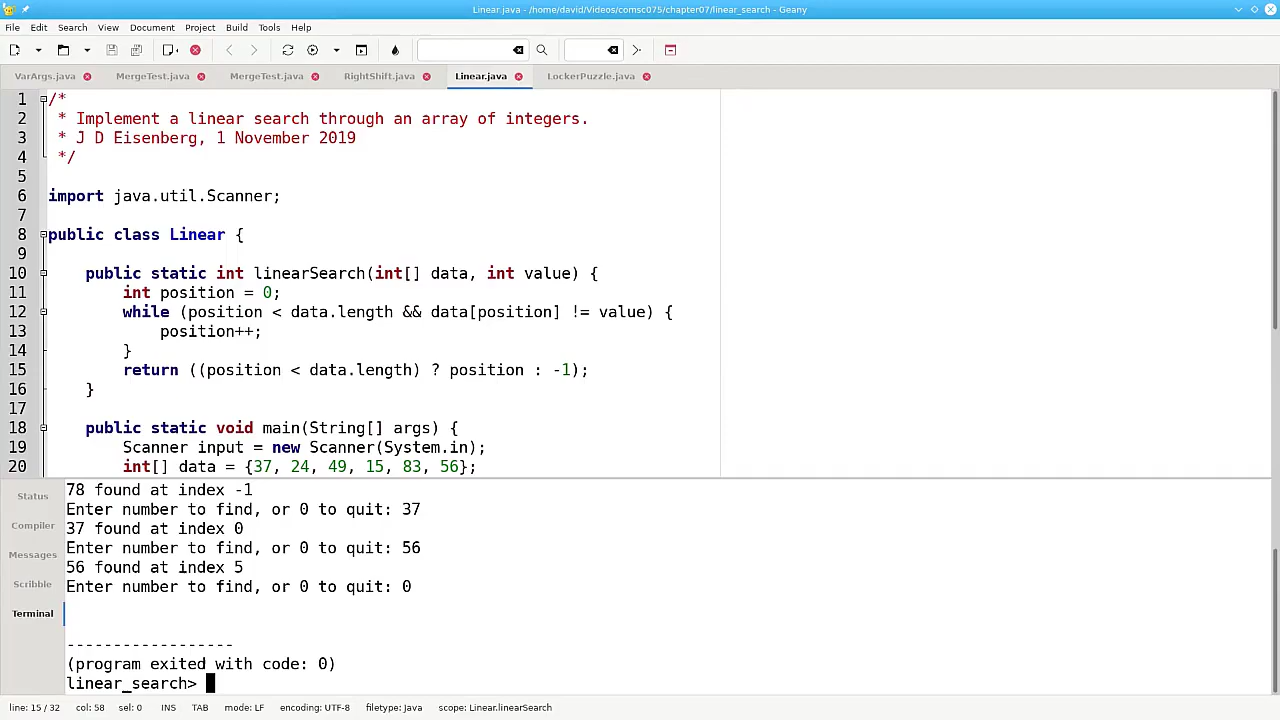 Linear.java - /home/david/Videos/comsc075/chapter07/linear_search - Geany
File Edit Search View Document Project Build Tools Help
VarArgs.java MergeTest.java MergeTest.java RightShift.java Linear.java LockerPuzzle.java
1 /*
2 * Implement a linear search through an array of integers.
3 * J D Eisenberg, 1 November 2019
4 */
5
6 import java.util.Scanner;
7
8 public class Linear {
9
10 public static int linearSearch(int[] data, int value) {
11 int position = 0;
12 while (position < data.length && data[position] != value) {
13 position++;
14 }
15 return ((position < data.length) ? position : -1);
16 }
17
18 public static void main(String[] args) {
19 Scanner input = new Scanner(System.in);
20 int[] data = {37, 24, 49, 15, 83, 56};
Status
Compiler
Messages
Scribble
Terminal
78 found at index -1
Enter number to find, or 0 to quit: 37
37 found at index 0
Enter number to find, or 0 to quit: 56
56 found at index 5
Enter number to find, or 0 to quit: 0
------------------
(program exited with code: 0)
linear_search>
line: 15 / 32 col: 58 sel: 0 INS TAB mode: LF encoding: UTF-8 filetype: Java scope: Linear.linearSearch